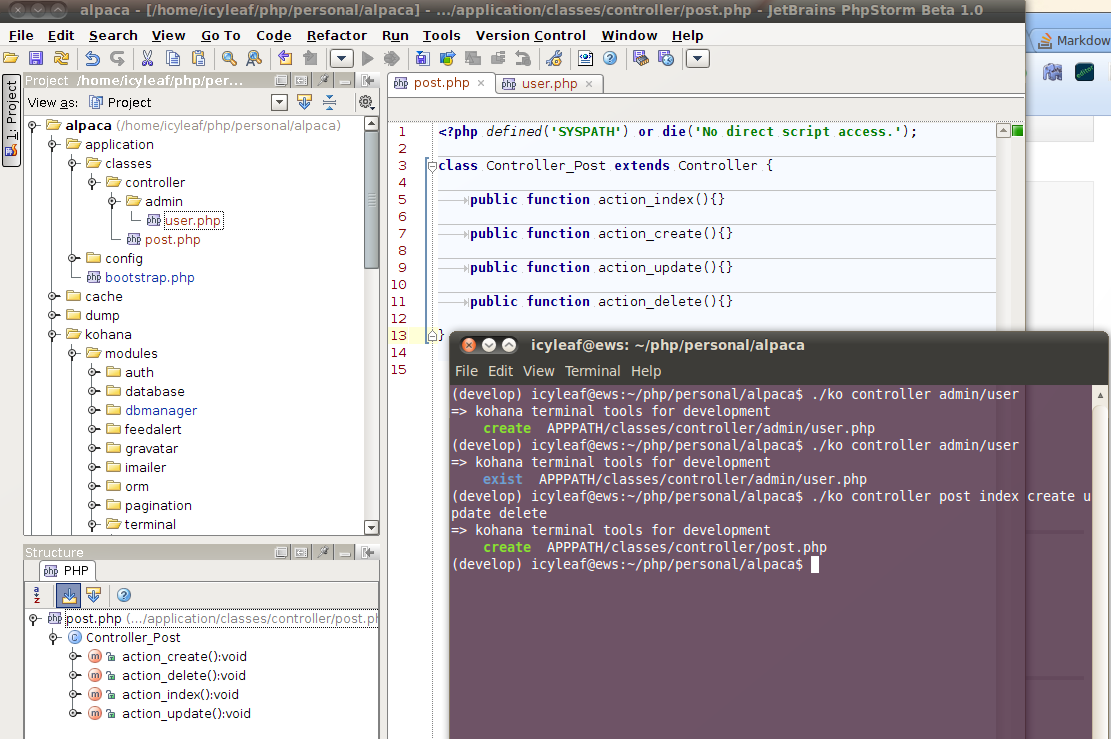 alpaca - [/home/icyleaf/php/personal/alpaca] - .../application/classes/controller/post.php - JetBrains PhpStorm Beta 1.0
File Edit Search View Go To Code Refactor Run Tools Version Control Window Help
Markdow
editor
1: Project
Project /home/icyleaf/php/per...
View as: Project
alpaca (/home/icyleaf/php/personal/alpaca)
application
classes
controller
admin
php user.php
php post.php
config
php bootstrap.php
cache
dump
kohana
modules
auth
database
dbmanager
feedalert
gravatar
imailer
orm
pagination
terminal
Structure
php PHP
a z
php post.php (.../application/classes/controller/post.ph
C Controller_Post
m action_create():void
m action_delete():void
m action_index():void
m action_update():void
php post.php × php user.php ×
1 <?php defined('SYSPATH') or die('No direct script access.');
2
3 class Controller_Post extends Controller {
4
5 public function action_index(){}
6
7 public function action_create(){}
8
9 public function action_update(){}
10
11 public function action_delete(){}
12
13 }
14
15
icyleaf@ews: ~/php/personal/alpaca
File Edit View Terminal Help
(develop) icyleaf@ews:~/php/personal/alpaca$ ./ko controller admin/user
=> kohana terminal tools for development
create APPPATH/classes/controller/admin/user.php
(develop) icyleaf@ews:~/php/personal/alpaca$ ./ko controller admin/user
=> kohana terminal tools for development
exist APPPATH/classes/controller/admin/user.php
(develop) icyleaf@ews:~/php/personal/alpaca$ ./ko controller post index create u
pdate delete
=> kohana terminal tools for development
create APPPATH/classes/controller/post.php
(develop) icyleaf@ews:~/php/personal/alpaca$